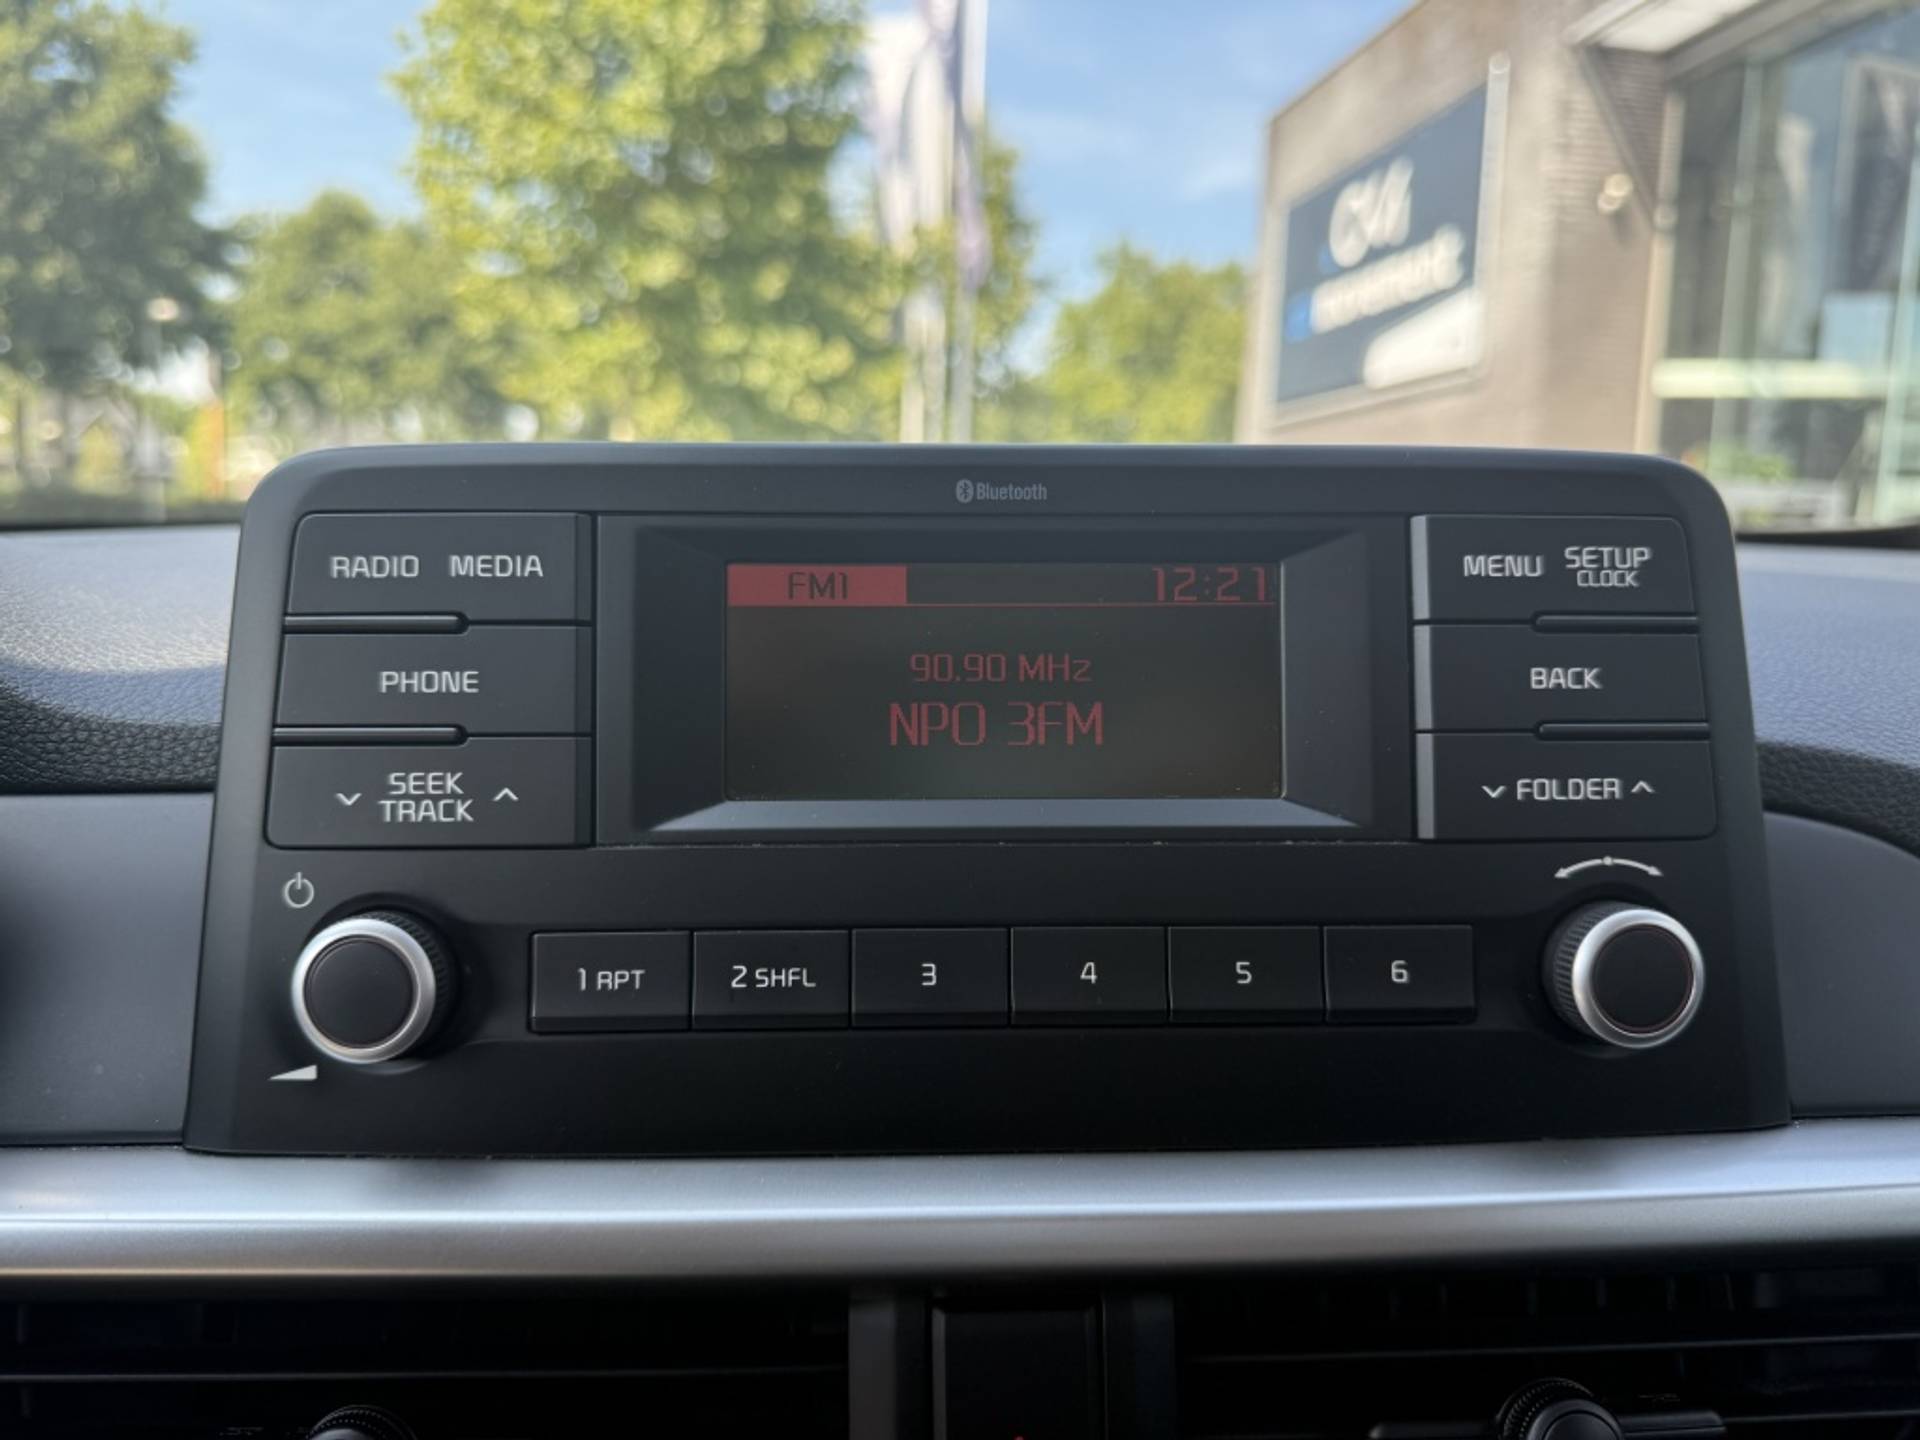 Bluetooth
RADIO MEDIA
PHONE
SEEK
TRACK
FM1 12:21
90.90 MHz
NPO 3FM
MENU SETUP
CLOCK
BACK
FOLDER
1 RPT 2 SHFL 3 4 5 6